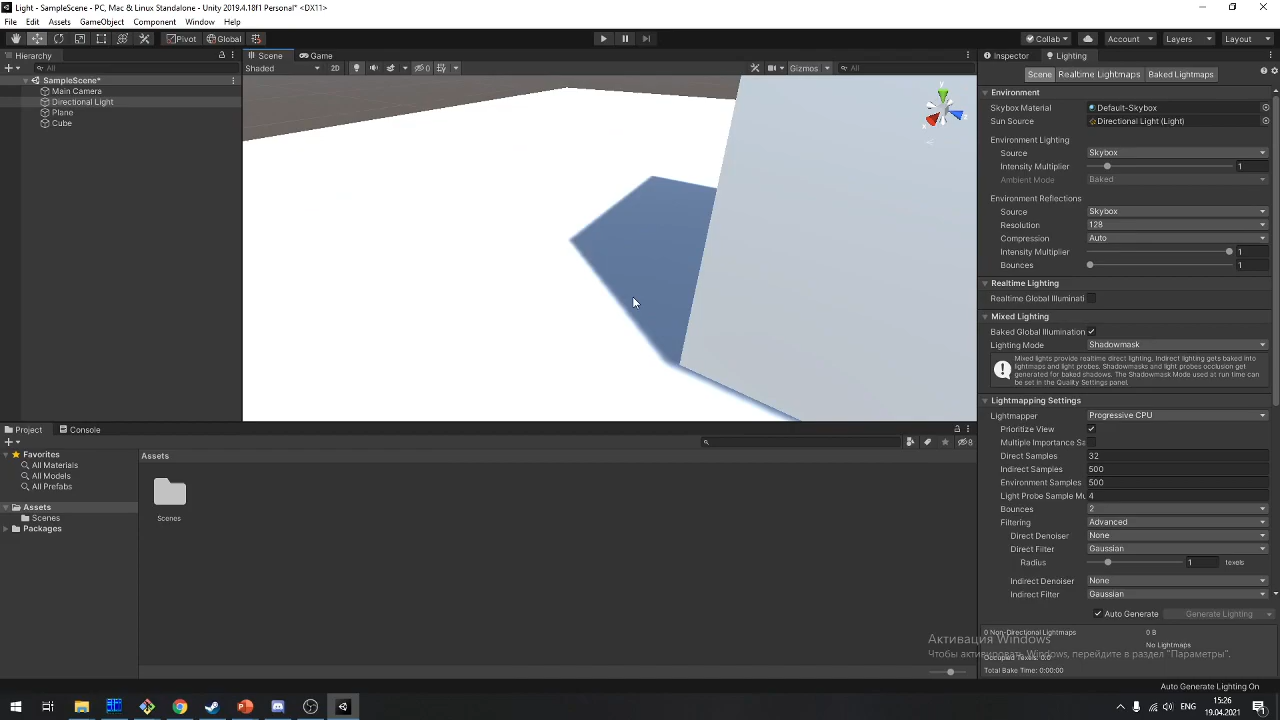 Light - SampleScene - PC, Mac & Linux Standalone - Unity 2019.4.18f1 Personal* <DX11>
File Edit Assets GameObject Component Window Help
Pivot Global
Collab Account Layers Layout
Hierarchy
All
SampleScene*
Main Camera
Directional Light
Plane
Cube
Scene Game
Shaded 2D 0 Gizmos All
y
x z
Inspector Lighting
Scene Realtime Lightmaps Baked Lightmaps
Environment
Skybox Material Default-Skybox
Sun Source Directional Light (Light)
Environment Lighting
Source Skybox
Intensity Multiplier 1
Ambient Mode Baked
Environment Reflections
Source Skybox
Resolution 128
Compression Auto
Intensity Multiplier 1
Bounces 1
Realtime Lighting
Realtime Global Illuminati
Mixed Lighting
Baked Global Illumination
Lighting Mode Shadowmask
Mixed lights provide realtime direct lighting. Indirect lighting gets baked into
lightmaps and light probes. Shadowmasks and light probes occlusion get
generated for baked shadows. The Shadowmask Mode used at run time can
be set in the Quality Settings panel.
Lightmapping Settings
Lightmapper Progressive CPU
Prioritize View
Multiple Importance Sa
Direct Samples 32
Indirect Samples 500
Environment Samples 500
Light Probe Sample Mu 4
Bounces 2
Filtering Advanced
Direct Denoiser None
Direct Filter Gaussian
Radius 1 texels
Indirect Denoiser None
Indirect Filter Gaussian
Auto Generate Generate Lighting
0 Non-Directional Lightmaps 0 B
No Lightmaps
Occupied Texels: 0.0
Total Bake Time: 0:00:00
Активация Windows
Чтобы активировать Windows, перейдите в раздел "Параметры".
Auto Generate Lighting On
Project Console
8
Favorites
All Materials
All Models
All Prefabs
Assets
Scenes
Packages
Assets
Scenes
ENG
15:26
19.04.2021
1